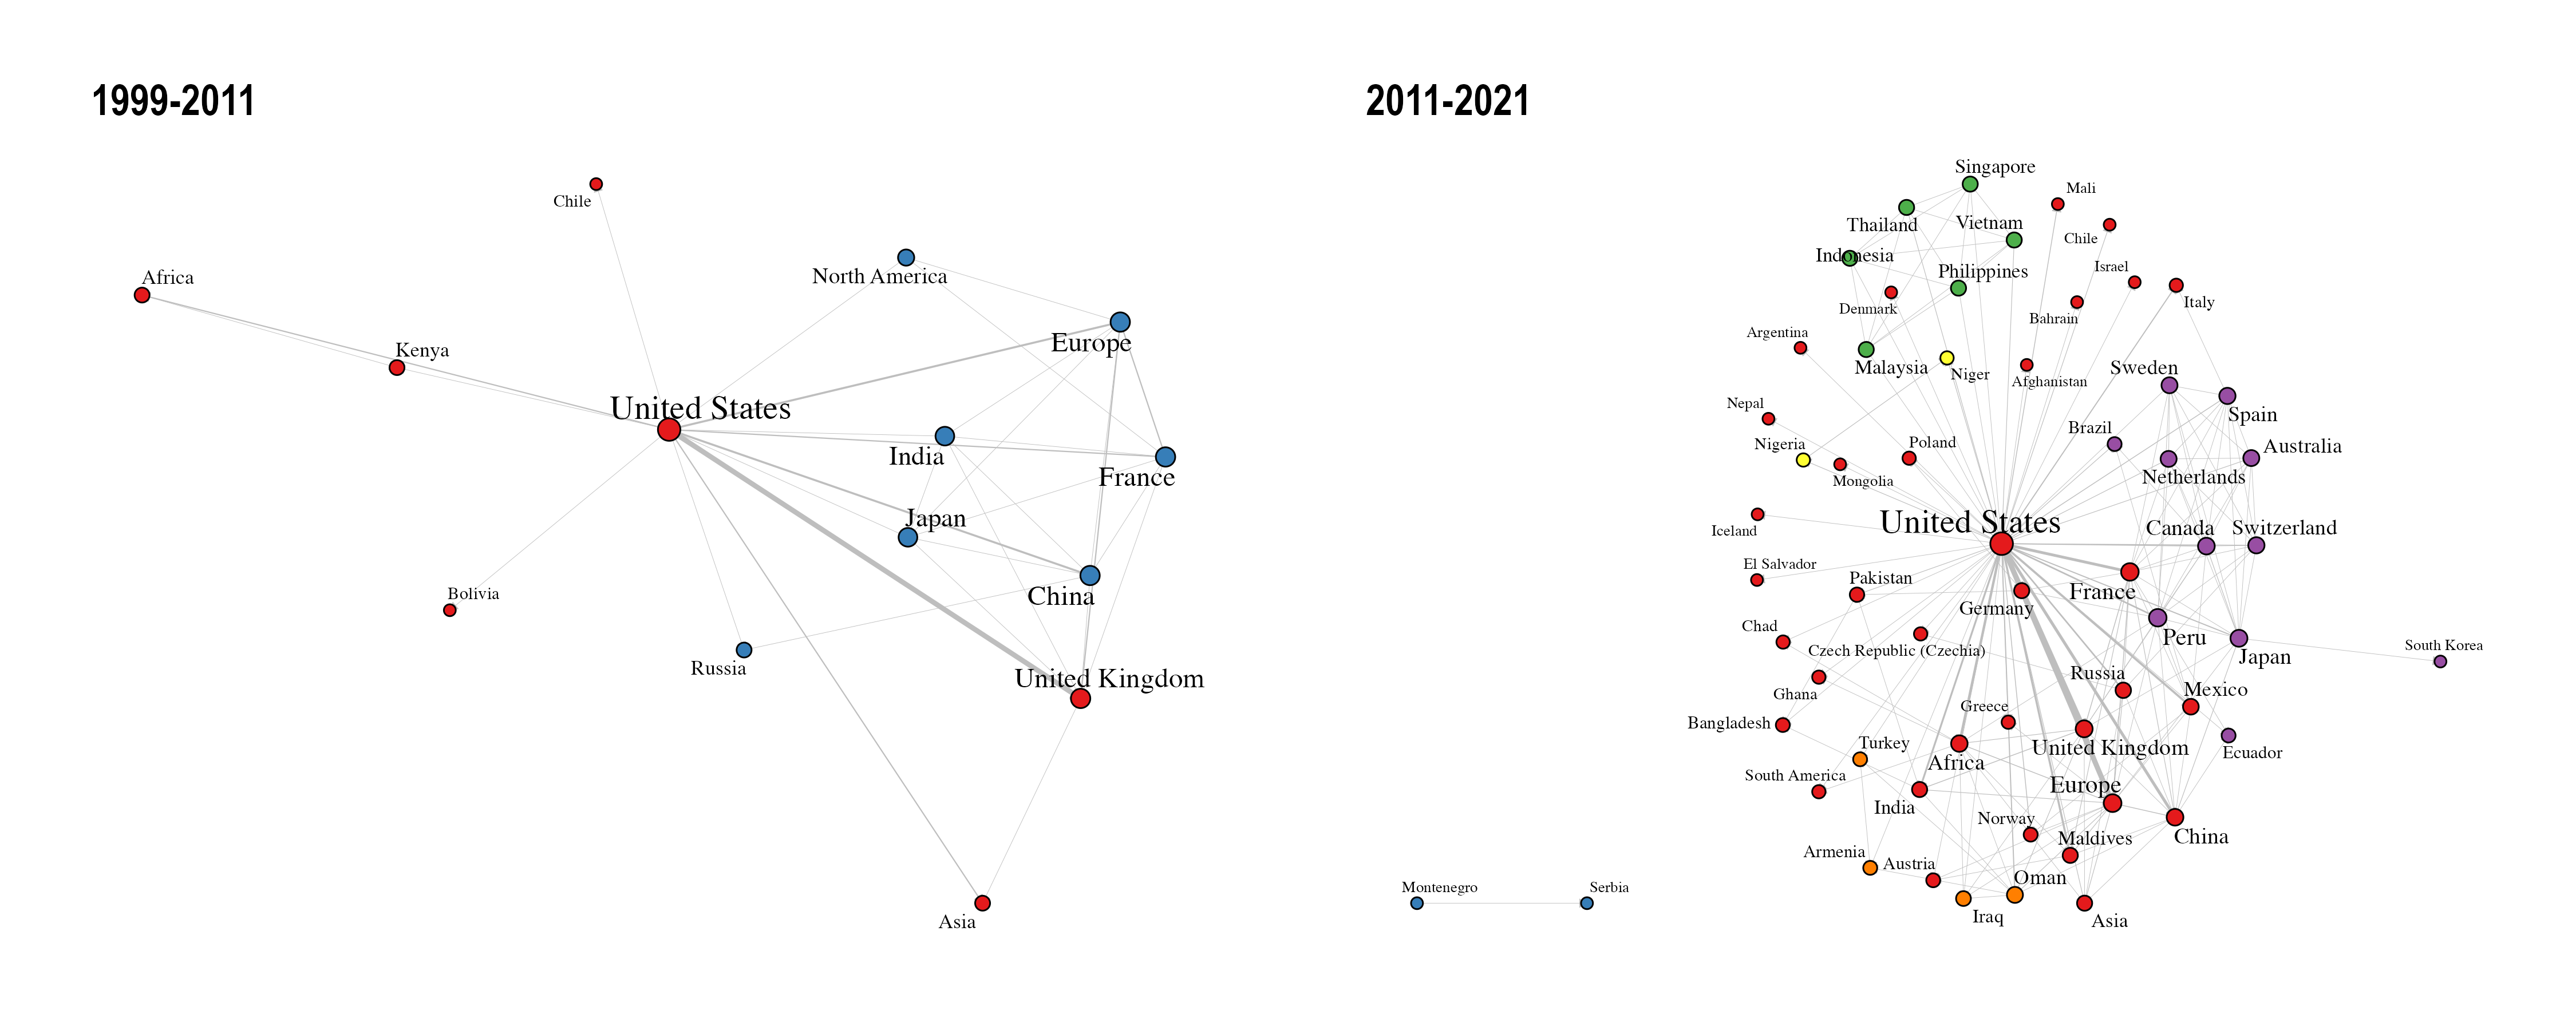 1999-2011
Chile
Africa
North America
Kenya
Europe
United States
India
France
Japan
China
Bolivia
Russia
United Kingdom
Asia
2011-2021
Singapore
Mali
Thailand
Vietnam
Chile
Indonesia
Philippines
Israel
Denmark
Italy
Bahrain
Argentina
Malaysia
Niger
Afghanistan
Sweden
Nepal
Spain
Brazil
Nigeria
Poland
Australia
Mongolia
Netherlands
United States
Canada
Switzerland
Iceland
El Salvador
Pakistan
France
Germany
Chad
Peru
South Korea
Czech Republic (Czechia)
Japan
Russia
Ghana
Mexico
Greece
Bangladesh
Turkey
United Kingdom
Ecuador
Africa
South America
Europe
India
Norway
Maldives
China
Armenia
Austria
Oman
Montenegro
Serbia
Iraq
Asia